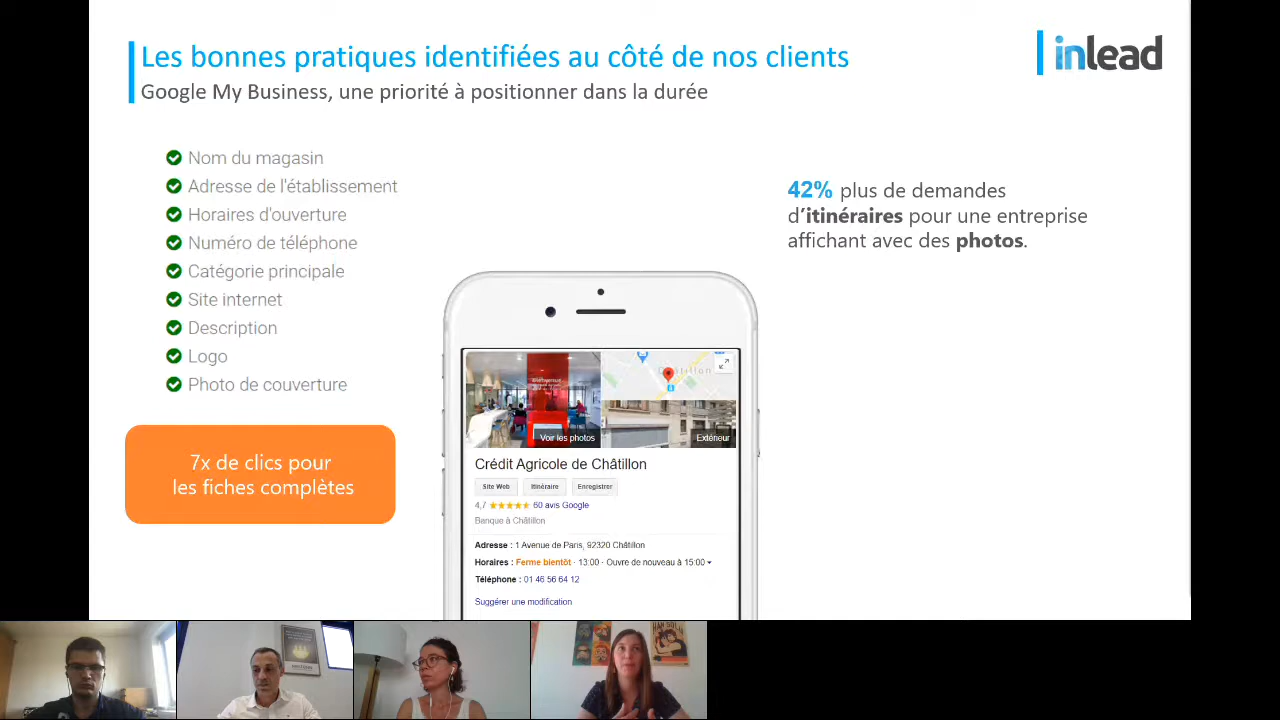 Les bonnes pratiques identifiées au côté de nos clients
Google My Business, une priorité à positionner dans la durée
inlead
Nom du magasin
Adresse de l'établissement
Horaires d'ouverture
Numéro de téléphone
Catégorie principale
Site internet
Description
Logo
Photo de couverture
7x de clics pour
les fiches complètes
42% plus de demandes
d'itinéraires pour une entreprise
affichant avec des photos.
Châtillon
Bienvenue
Voir les photos
Extérieur
Crédit Agricole de Châtillon
Site Web
Itinéraire
Enregistrer
4,7 60 avis Google
Banque à Châtillon
Adresse : 1 Avenue de Paris, 92320 Châtillon
Horaires : Ferme bientôt · 13:00 · Ouvre de nouveau à 15:00
Téléphone : 01 46 56 64 12
Suggérer une modification
HAN SOLO